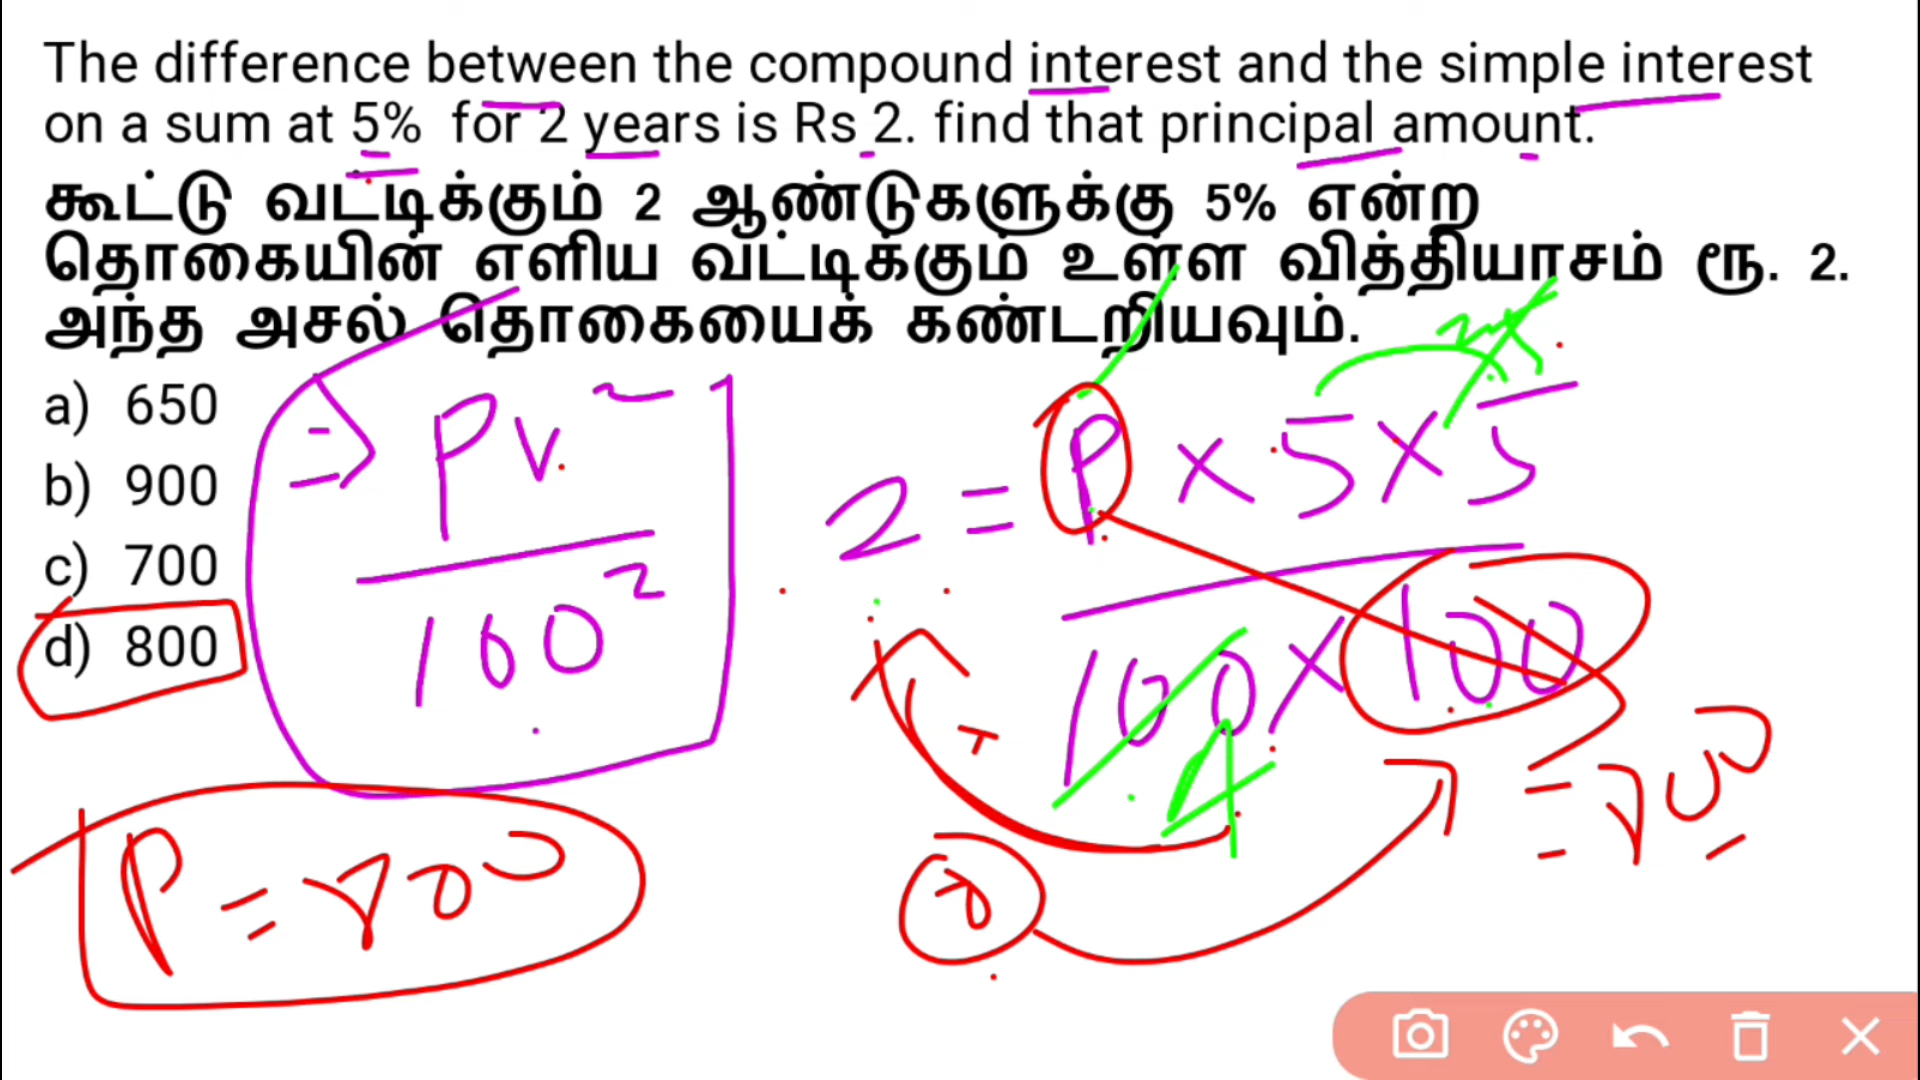 The difference between the compound interest and the simple interest
on a sum at 5% for 2 years is Rs 2. find that principal amount.
கூட்டு வட்டிக்கும் 2 ஆண்டுகளுக்கு 5% என்ற
தொகையின் எளிய வட்டிக்கும் உள்ள வித்தியாசம் ரூ. 2.
அந்த அசல் தொகையைக் கண்டறியவும்.
a) 650
b) 900
c) 700
d) 800
2 = P × 5 × 5
100 × 100
4
8
= 800
P = 800